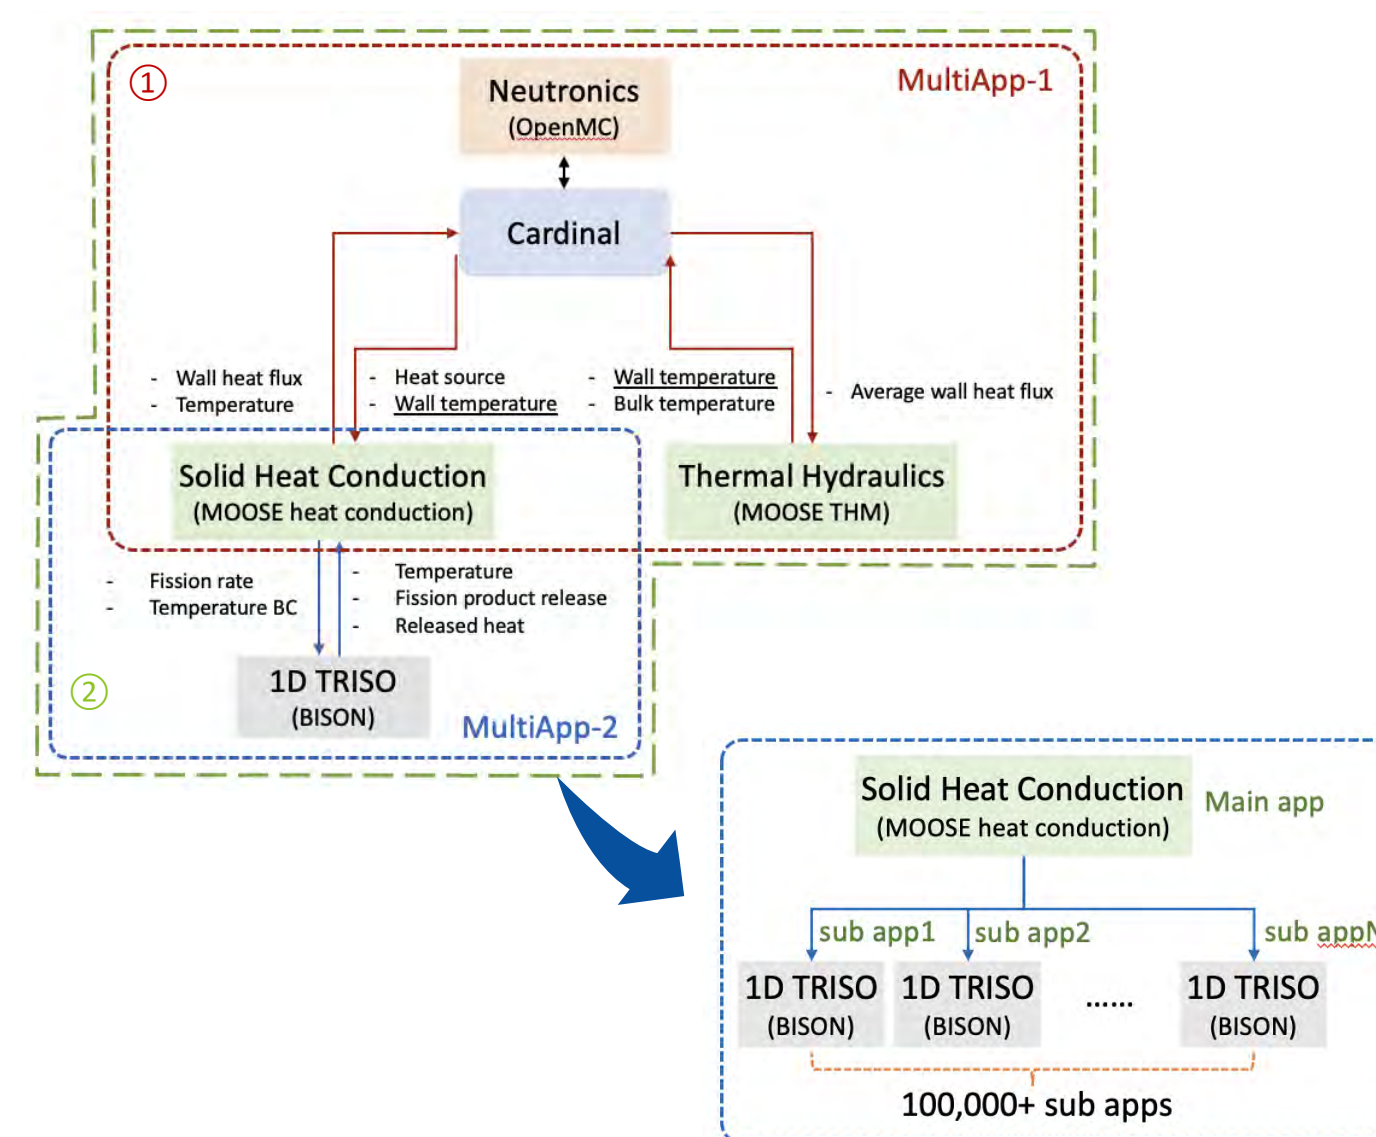 ①
MultiApp-1
Neutronics
(OpenMC)
Cardinal
- Wall heat flux
- Temperature
- Heat source
- Wall temperature
- Wall temperature
- Bulk temperature
- Average wall heat flux
Solid Heat Conduction
(MOOSE heat conduction)
Thermal Hydraulics
(MOOSE THM)
- Fission rate
- Temperature BC
- Temperature
- Fission product release
- Released heat
②
1D TRISO
(BISON)
MultiApp-2
Solid Heat Conduction
(MOOSE heat conduction)
Main app
sub app1
sub app2
sub appN
1D TRISO
(BISON)
1D TRISO
(BISON)
......
1D TRISO
(BISON)
100,000+ sub apps